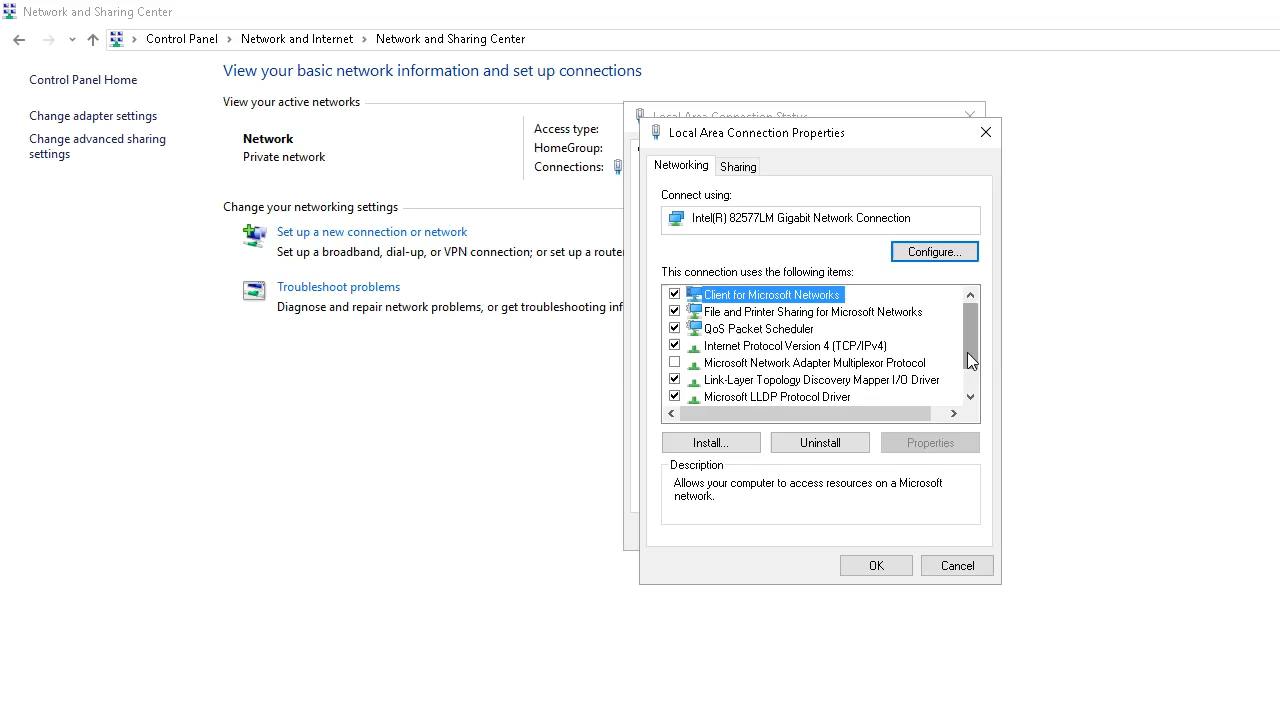 Network and Sharing Center
Control Panel > Network and Internet > Network and Sharing Center
Control Panel Home
Change adapter settings
Change advanced sharing
settings
View your basic network information and set up connections
View your active networks
Network
Private network
Access type:
HomeGroup:
Connections:
Change your networking settings
Set up a new connection or network
Set up a broadband, dial-up, or VPN connection; or set up a router
Troubleshoot problems
Diagnose and repair network problems, or get troubleshooting inf
Local Area Connection Status
Local Area Connection Properties
Networking
Sharing
Connect using:
Intel(R) 82577LM Gigabit Network Connection
Configure...
This connection uses the following items:
Client for Microsoft Networks
File and Printer Sharing for Microsoft Networks
QoS Packet Scheduler
Internet Protocol Version 4 (TCP/IPv4)
Microsoft Network Adapter Multiplexor Protocol
Link-Layer Topology Discovery Mapper I/O Driver
Microsoft LLDP Protocol Driver
Install...
Uninstall
Properties
Description
Allows your computer to access resources on a Microsoft
network.
OK
Cancel